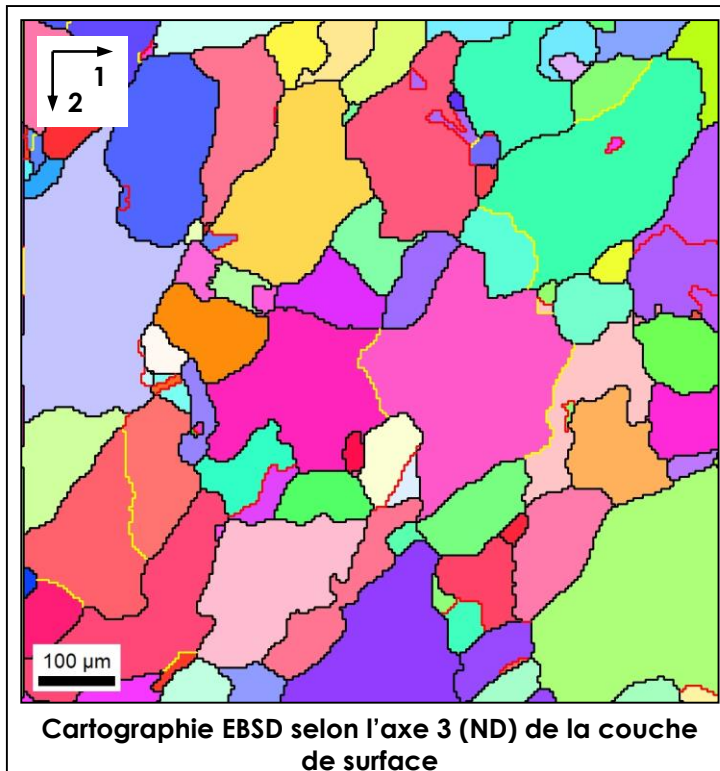 1
2
100 µm
Cartographie EBSD selon l’axe 3 (ND) de la couche
de surface